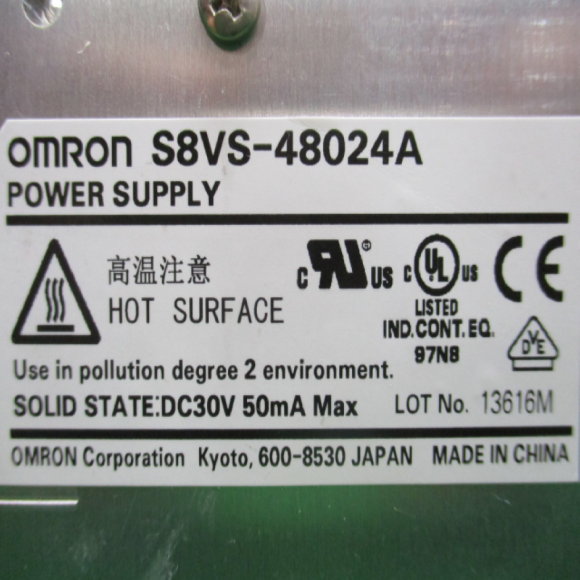 OMRON S8VS-48024A
POWER SUPPLY
高温注意
HOT SURFACE
c RU® US
c UL us
LISTED
IND.CONT.EQ.
97N8
CE
DVE
Use in pollution degree 2 environment.
SOLID STATE:DC30V 50mA Max LOT No. 13616M
OMRON Corporation Kyoto, 600-8530 JAPAN MADE IN CHINA